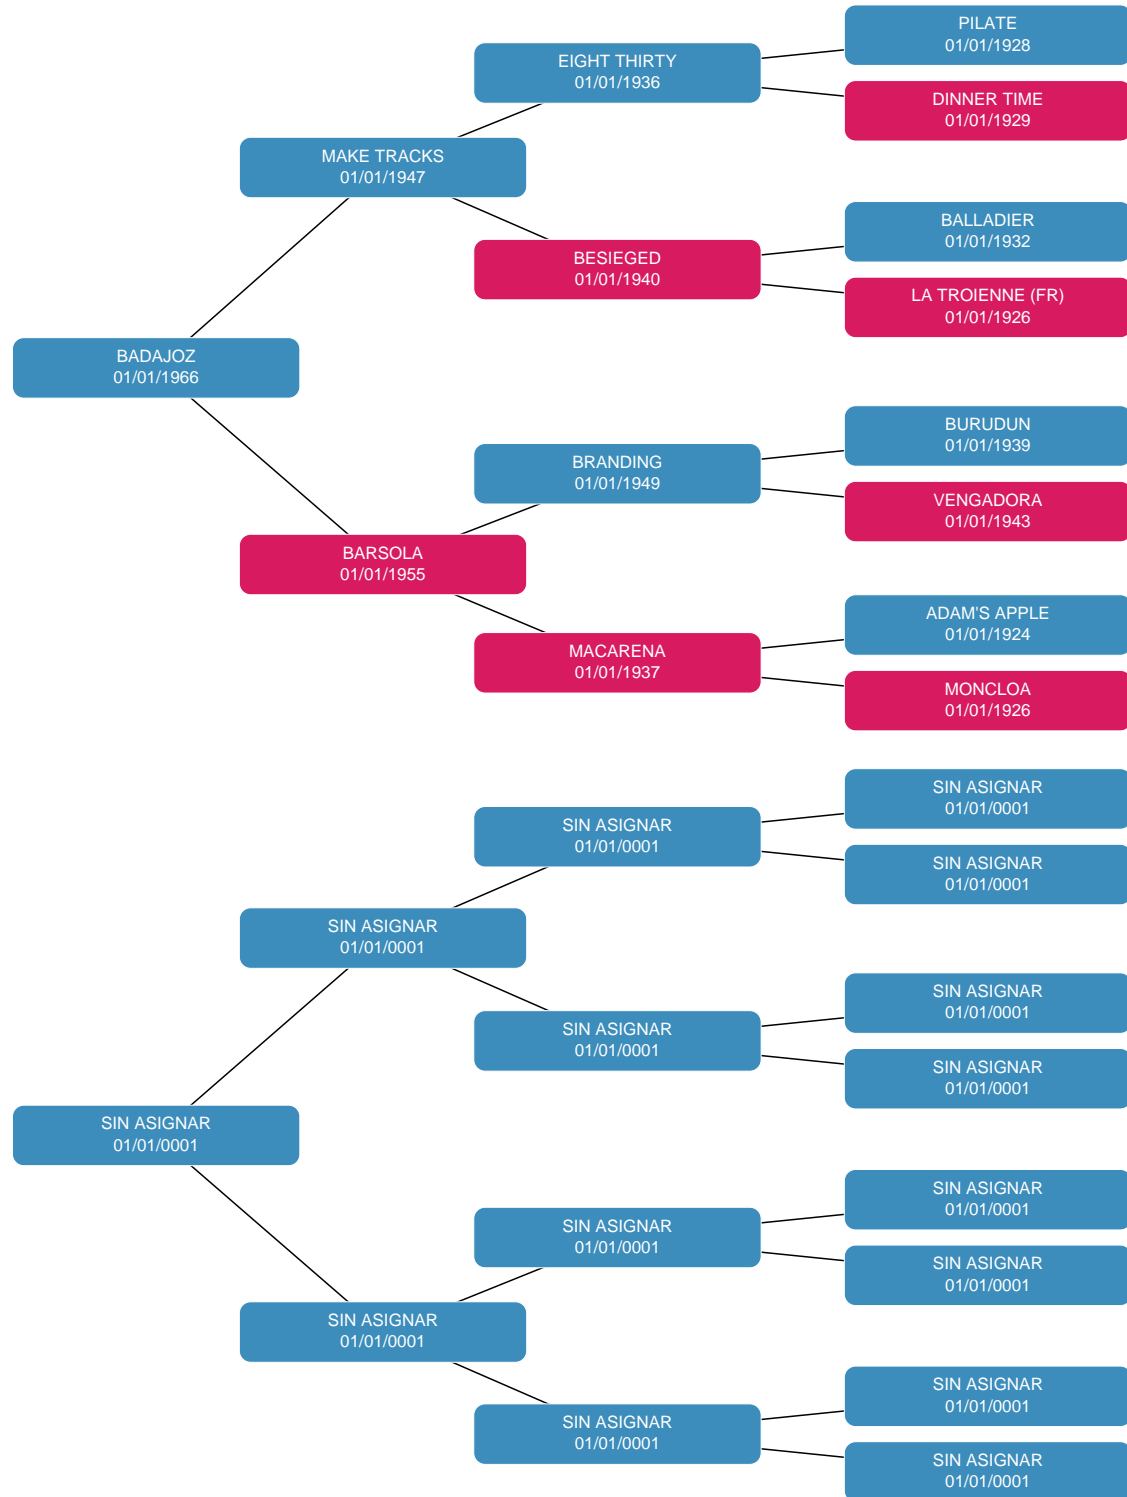 PILATE
01/01/1928
EIGHT THIRTY
01/01/1936
DINNER TIME
01/01/1929
MAKE TRACKS
01/01/1947
BALLADIER
01/01/1932
BESIEGED
01/01/1940
LA TROIENNE (FR)
01/01/1926
BADAJOZ
01/01/1966
BURUDUN
01/01/1939
BRANDING
01/01/1949
VENGADORA
01/01/1943
BARSOLA
01/01/1955
ADAM'S APPLE
01/01/1924
MACARENA
01/01/1937
MONCLOA
01/01/1926
SIN ASIGNAR
01/01/0001
SIN ASIGNAR
01/01/0001
SIN ASIGNAR
01/01/0001
SIN ASIGNAR
01/01/0001
SIN ASIGNAR
01/01/0001
SIN ASIGNAR
01/01/0001
SIN ASIGNAR
01/01/0001
SIN ASIGNAR
01/01/0001
SIN ASIGNAR
01/01/0001
SIN ASIGNAR
01/01/0001
SIN ASIGNAR
01/01/0001
SIN ASIGNAR
01/01/0001
SIN ASIGNAR
01/01/0001
SIN ASIGNAR
01/01/0001
SIN ASIGNAR
01/01/0001